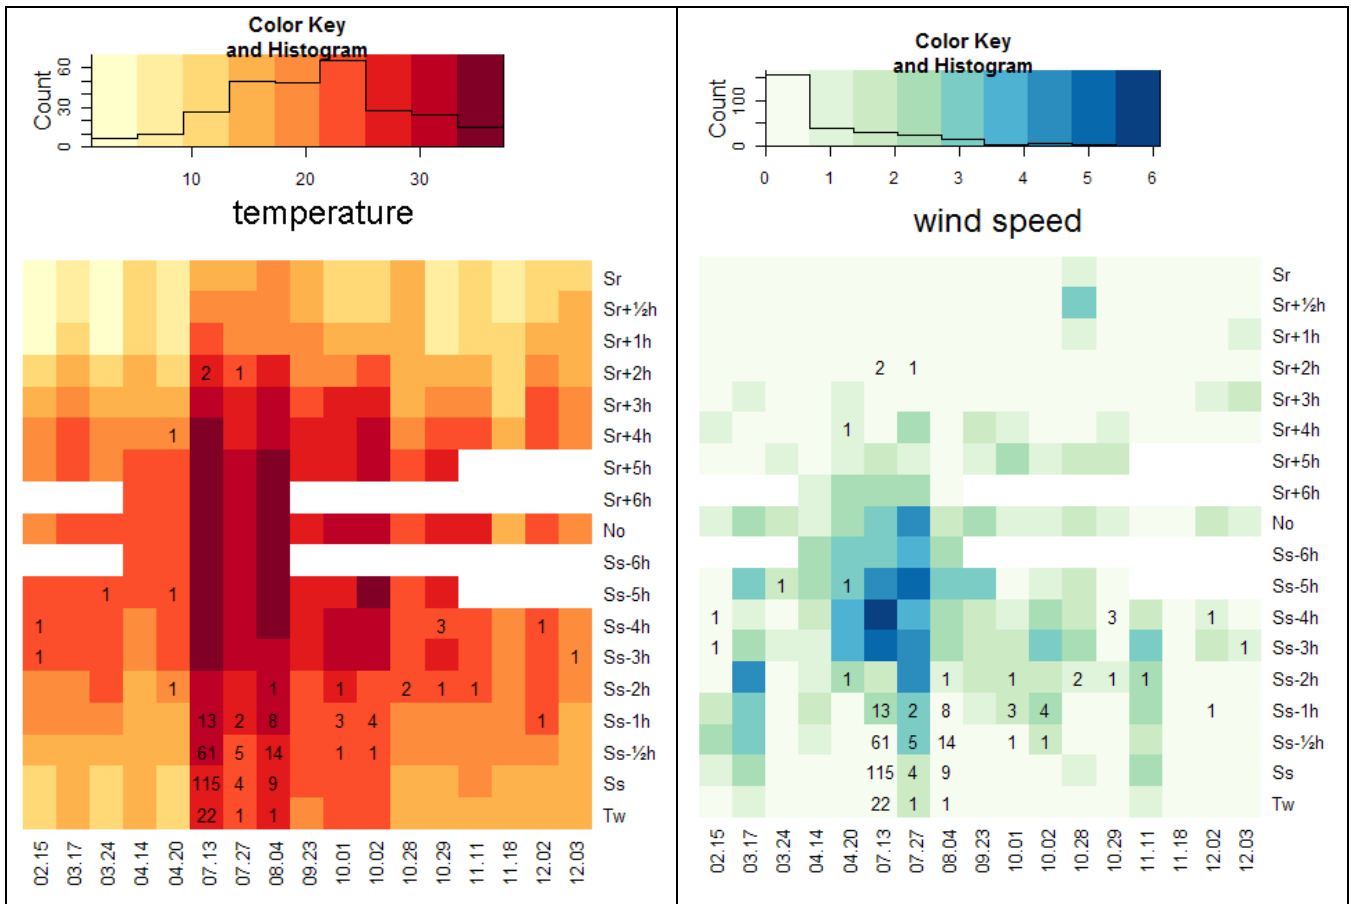 Color Key
and Histogram
Count
0 30 60
10 20 30
temperature
Sr
Sr+½h
Sr+1h
2 1 Sr+2h
Sr+3h
1 Sr+4h
Sr+5h
Sr+6h
No
Ss-6h
1 1 Ss-5h
1 3 1 Ss-4h
1 1 Ss-3h
1 1 1 2 1 1 Ss-2h
13 2 8 3 4 1 Ss-1h
61 5 14 1 1 Ss-½h
115 4 9 Ss
22 1 1 Tw
02.15 03.17 03.24 04.14 04.20 07.13 07.27 08.04 09.23 10.01 10.02 10.28 10.29 11.11 11.18 12.02 12.03
Color Key
and Histogram
Count
0 100
0 1 2 3 4 5 6
wind speed
Sr
Sr+½h
Sr+1h
2 1 Sr+2h
Sr+3h
1 Sr+4h
Sr+5h
Sr+6h
No
Ss-6h
1 1 Ss-5h
1 3 1 Ss-4h
1 1 Ss-3h
1 1 1 2 1 1 Ss-2h
13 2 8 3 4 1 Ss-1h
61 5 14 1 1 Ss-½h
115 4 9 Ss
22 1 1 Tw
02.15 03.17 03.24 04.14 04.20 07.13 07.27 08.04 09.23 10.01 10.02 10.28 10.29 11.11 11.18 12.02 12.03